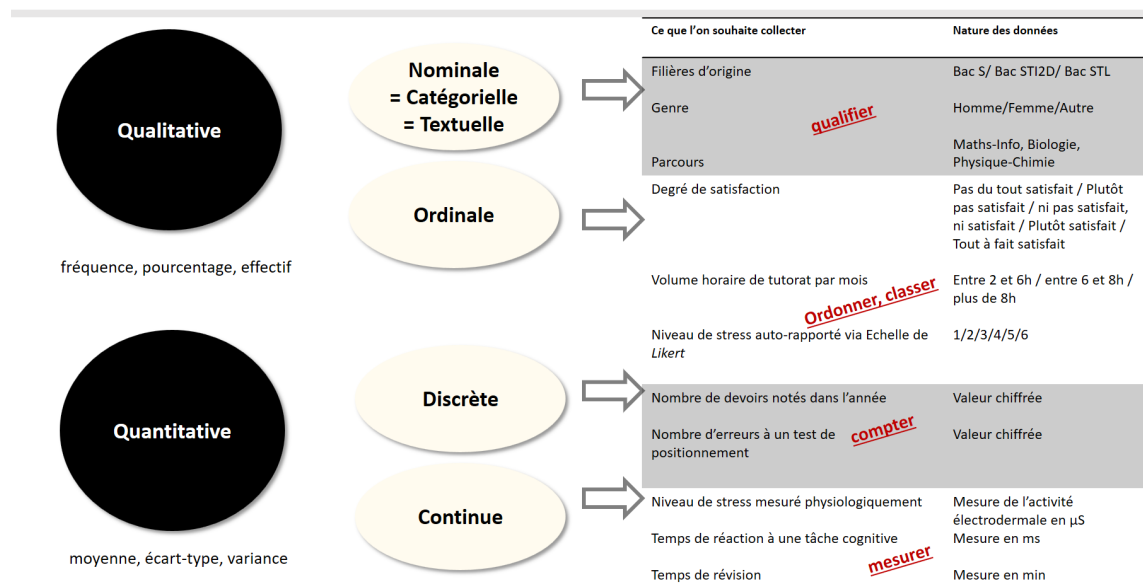 Qualitative
fréquence, pourcentage, effectif
Quantitative
moyenne, écart-type, variance
Nominale
= Catégorielle
= Textuelle
Ordinale
Discrète
Continue
Ce que l'on souhaite collecter
Nature des données
Filières d'origine
Bac S/ Bac STI2D/ Bac STL
Genre
Homme/Femme/Autre
qualifier
Parcours
Maths-Info, Biologie,
Physique-Chimie
Degré de satisfaction
Pas du tout satisfait / Plutôt
pas satisfait / ni pas satisfait,
ni satisfait / Plutôt satisfait /
Tout à fait satisfait
Volume horaire de tutorat par mois
Entre 2 et 6h / entre 6 et 8h /
plus de 8h
Ordonner, classer
Niveau de stress auto-rapporté via Echelle de
Likert
1/2/3/4/5/6
Nombre de devoirs notés dans l'année
Valeur chiffrée
compter
Nombre d'erreurs à un test de
positionnement
Valeur chiffrée
Niveau de stress mesuré physiologiquement
Mesure de l'activité
électrodermale en µS
Temps de réaction à une tâche cognitive
Mesure en ms
mesurer
Temps de révision
Mesure en min